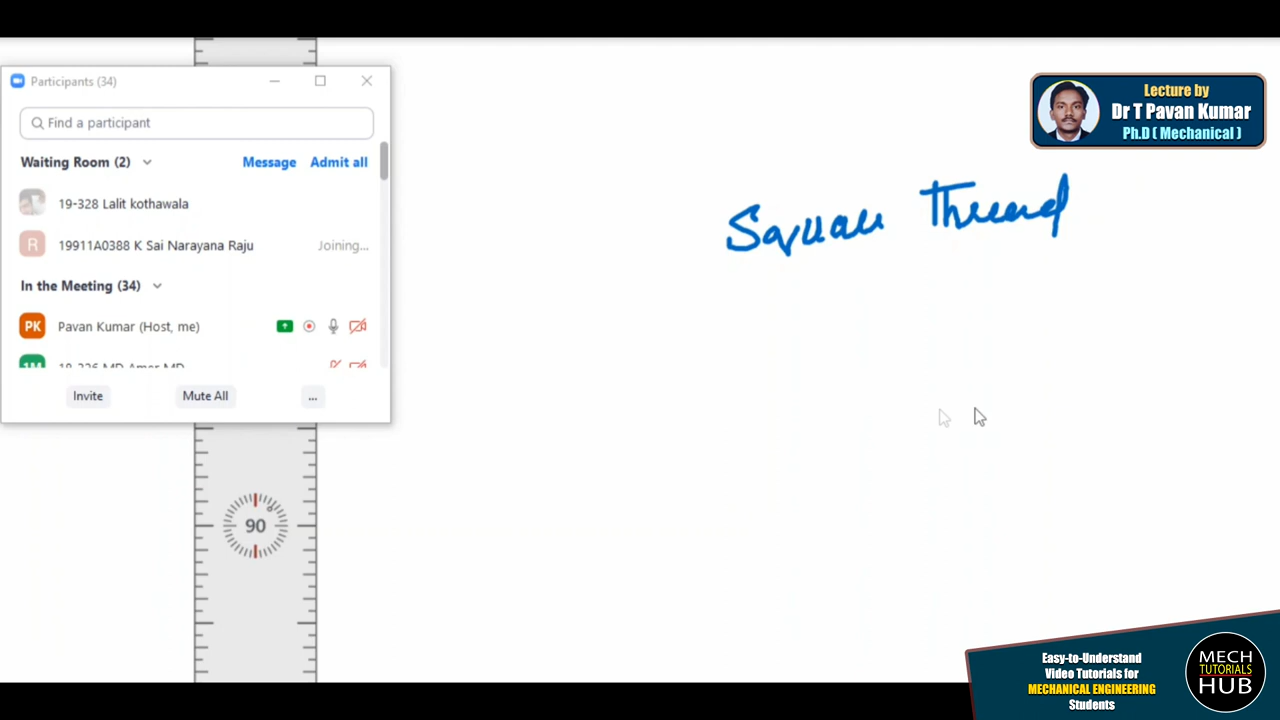 Participants (34)
Find a participant
Waiting Room (2)
Message
Admit all
19-328 Lalit kothawala
R
19911A0388 K Sai Narayana Raju
Joining...
In the Meeting (34)
PK
Pavan Kumar (Host, me)
Invite
Mute All
...
90
Lecture by
Dr T Pavan Kumar
Ph.D ( Mechanical )
Square Thread
Easy-to-Understand
Video Tutorials for
MECHANICAL ENGINEERING
Students
MECH
TUTORIALS
HUB